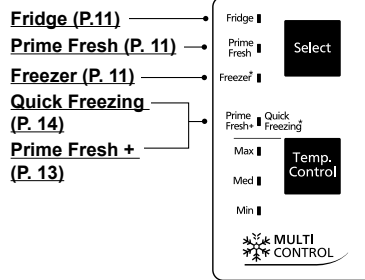 Fridge (P.11)
Prime Fresh (P. 11)
Freezer (P. 11)
Quick Freezing
(P. 14)
Prime Fresh +
(P. 13)
Fridge
Prime
Fresh
Freezer*
Select
Prime
Fresh+
Quick
Freezing*
Max
Med
Min
Temp.
Control
MULTI
CONTROL